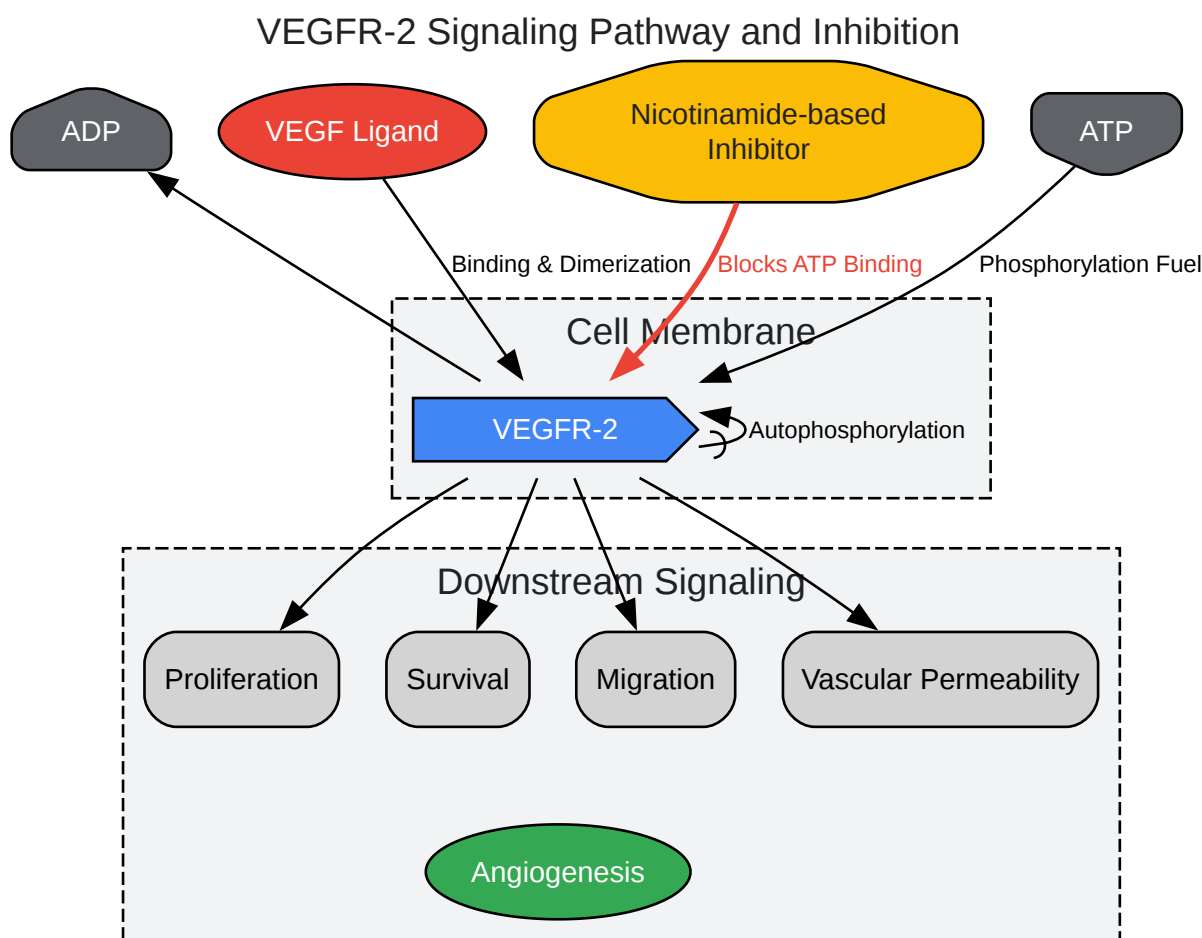 VEGFR-2 Signaling Pathway and Inhibition
ADP
VEGF Ligand
Nicotinamide-based
Inhibitor
ATP
Binding & Dimerization
Blocks ATP Binding
Phosphorylation Fuel
Cell Membrane
VEGFR-2
Autophosphorylation
Downstream Signaling
Proliferation
Survival
Migration
Vascular Permeability
Angiogenesis